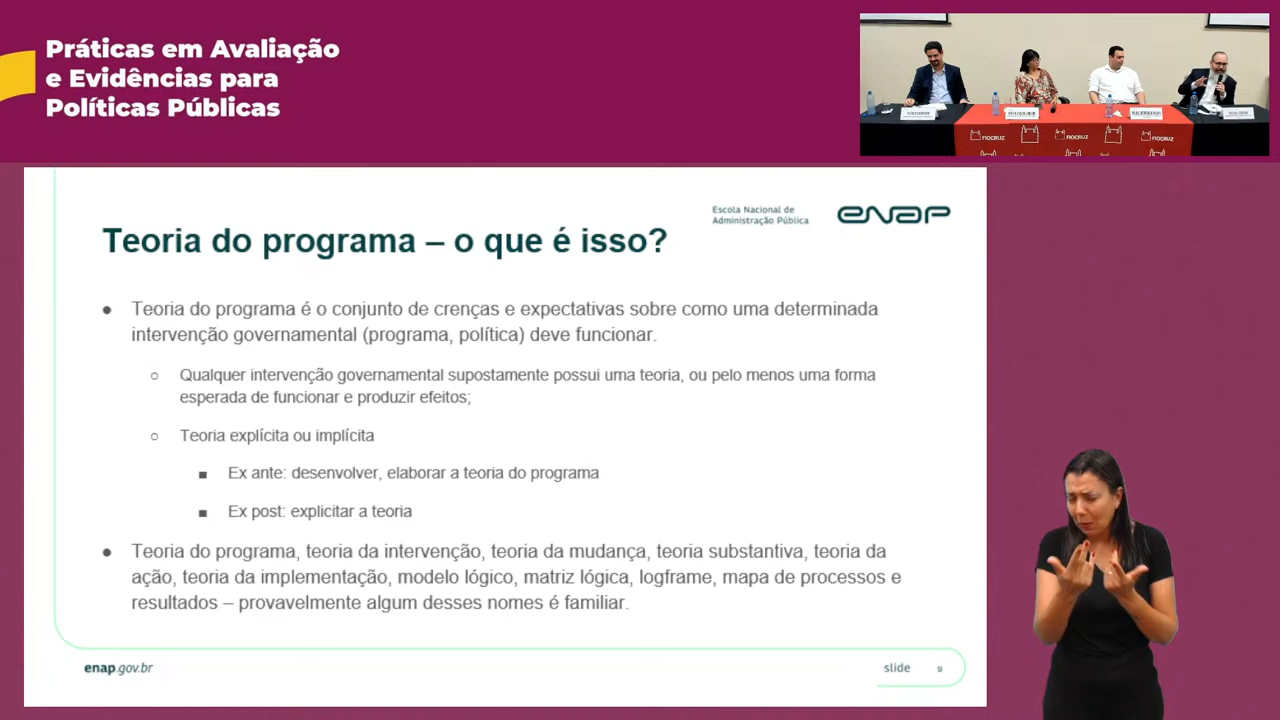 Práticas em Avaliação
e Evidências para
Políticas Públicas
FIOCRUZ
FIOCRUZ
FIOCRUZ
Escola Nacional de
Administração Pública
enap
Teoria do programa – o que é isso?
● Teoria do programa é o conjunto de crenças e expectativas sobre como uma determinada
intervenção governamental (programa, política) deve funcionar.
○ Qualquer intervenção governamental supostamente possui uma teoria, ou pelo menos uma forma
esperada de funcionar e produzir efeitos;
○ Teoria explícita ou implícita
■ Ex ante: desenvolver, elaborar a teoria do programa
■ Ex post: explicitar a teoria
● Teoria do programa, teoria da intervenção, teoria da mudança, teoria substantiva, teoria da
ação, teoria da implementação, modelo lógico, matriz lógica, logframe, mapa de processos e
resultados – provavelmente algum desses nomes é familiar.
enap.gov.br
slide 9